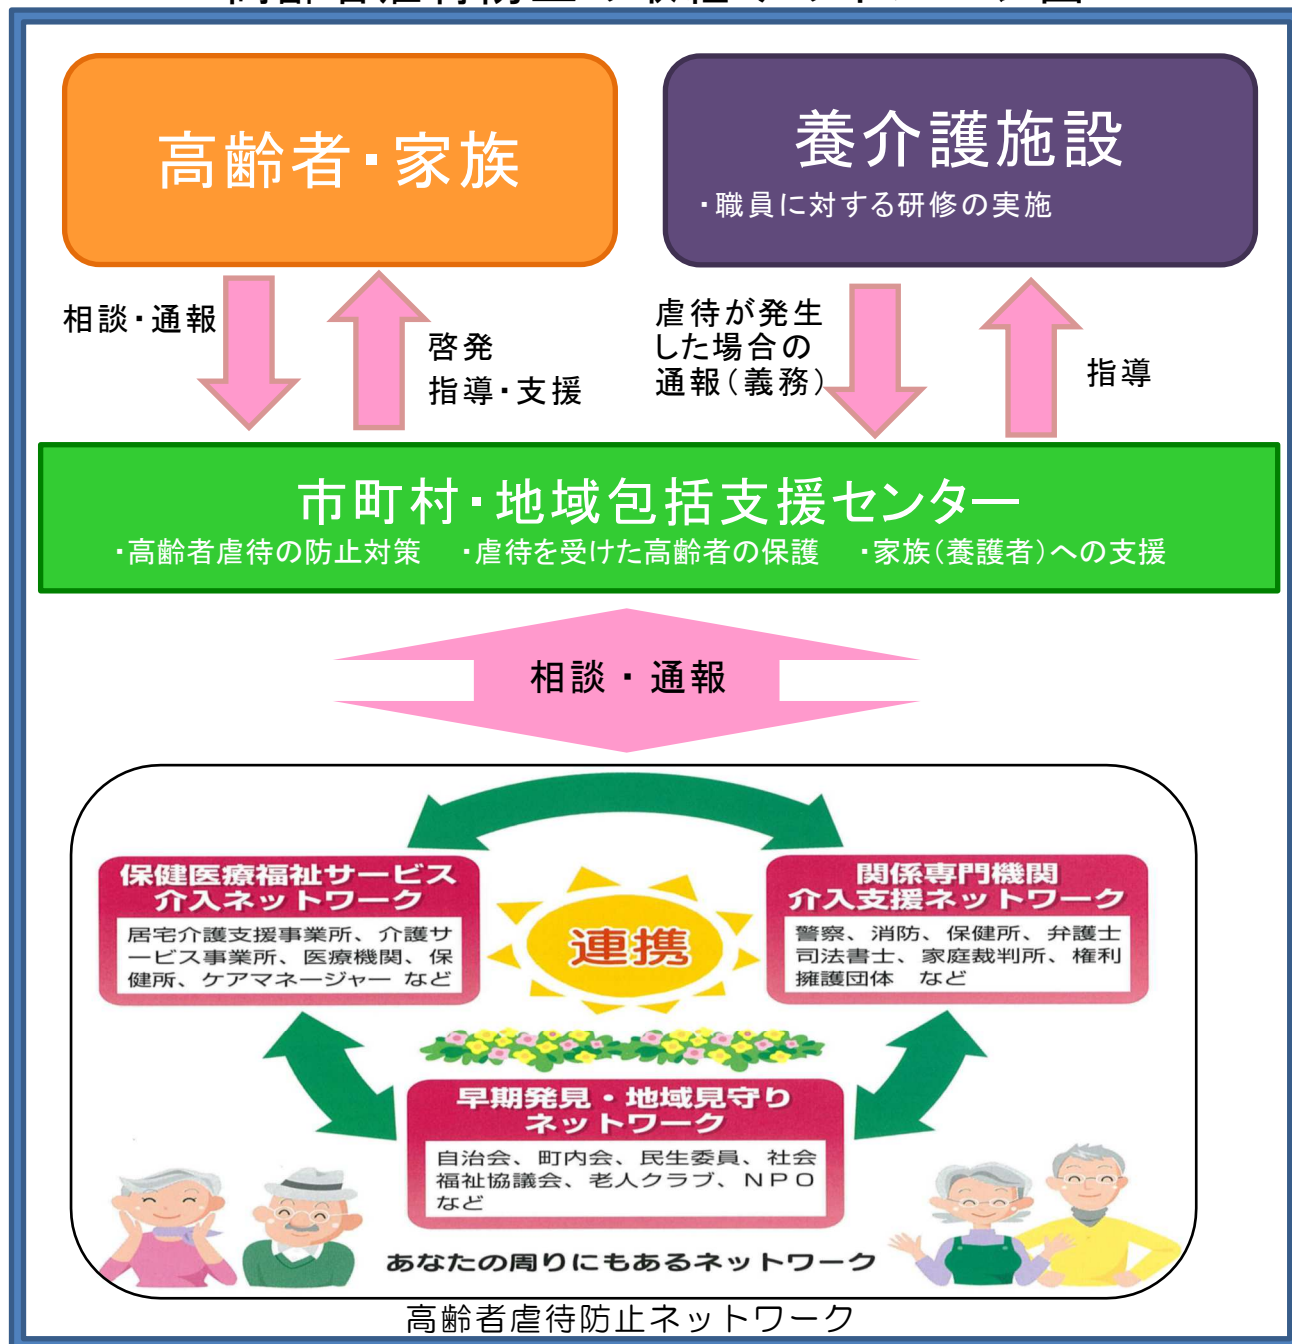 高齢者・家族
養介護施設
・職員に対する研修の実施
相談・通報
啓発
指導・支援
虐待が発生
した場合の
通報(義務)
指導
市町村・地域包括支援センター
・高齢者虐待の防止対策　・虐待を受けた高齢者の保護　・家族(養護者)への支援
相談・通報
保健医療福祉サービス
介入ネットワーク
居宅介護支援事業所、介護サ
ービス事業所、医療機関、保
健所、ケアマネージャー など
連携
関係専門機関
介入支援ネットワーク
警察、消防、保健所、弁護士
司法書士、家庭裁判所、権利
擁護団体　など
早期発見・地域見守り
ネットワーク
自治会、町内会、民生委員、社会
福祉協議会、老人クラブ、NPO
など
あなたの周りにもあるネットワーク
高齢者虐待防止ネットワーク